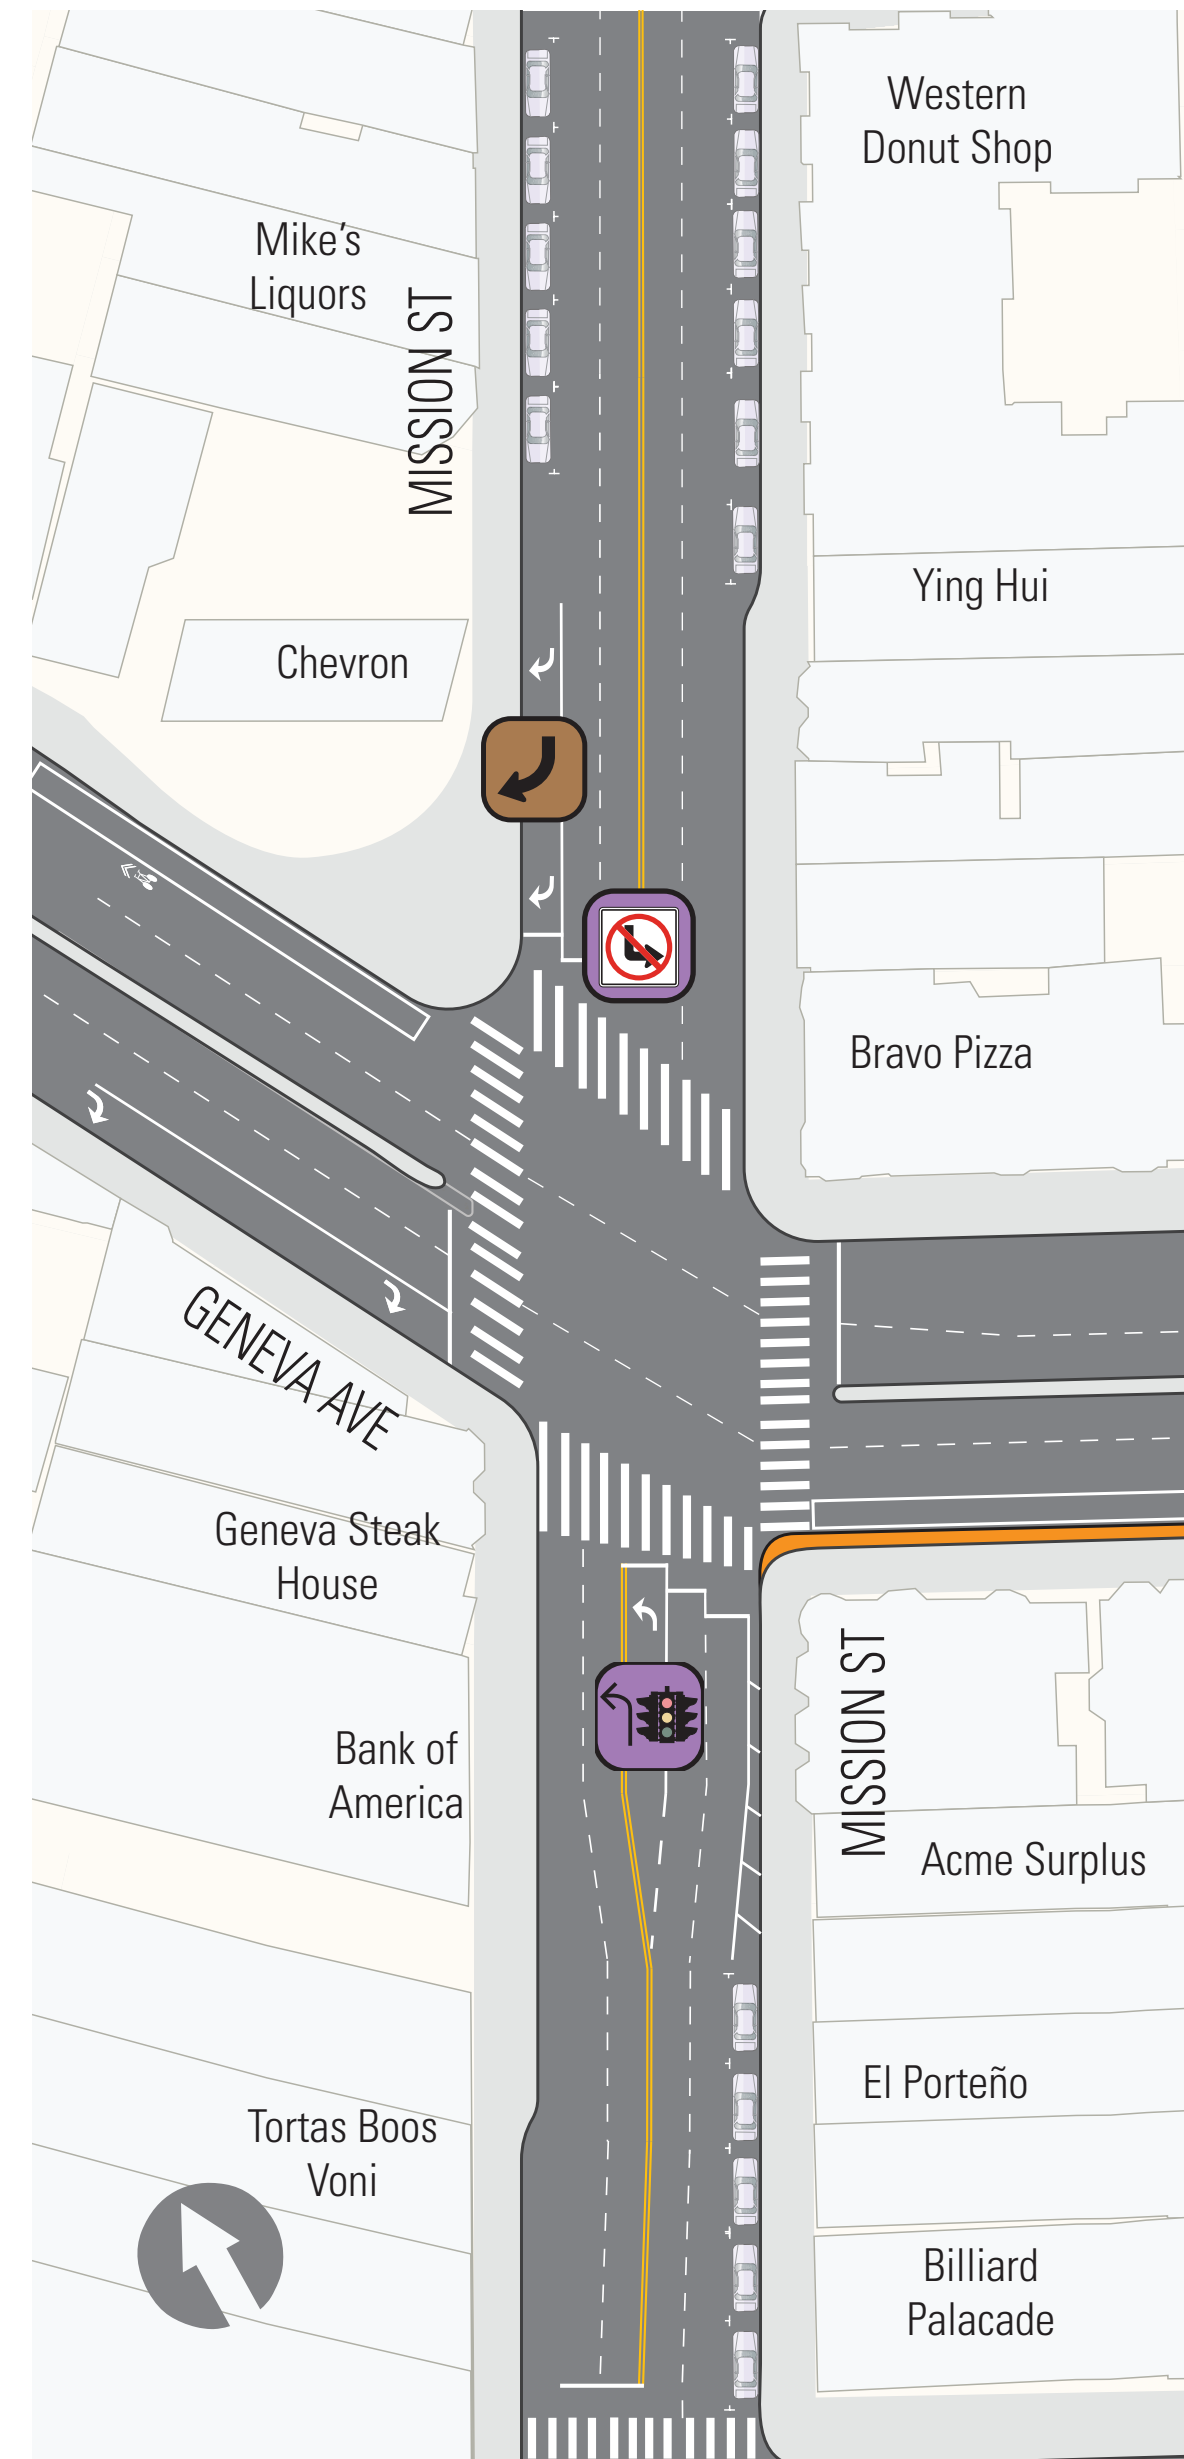 Western
Donut Shop
Mike's
Liquors
MISSION ST
Ying Hui
Chevron
Bravo Pizza
GENEVA AVE
Geneva Steak
House
MISSION ST
Bank of
America
Acme Surplus
El Porteño
Tortas Boos
Voni
Billiard
Palacade